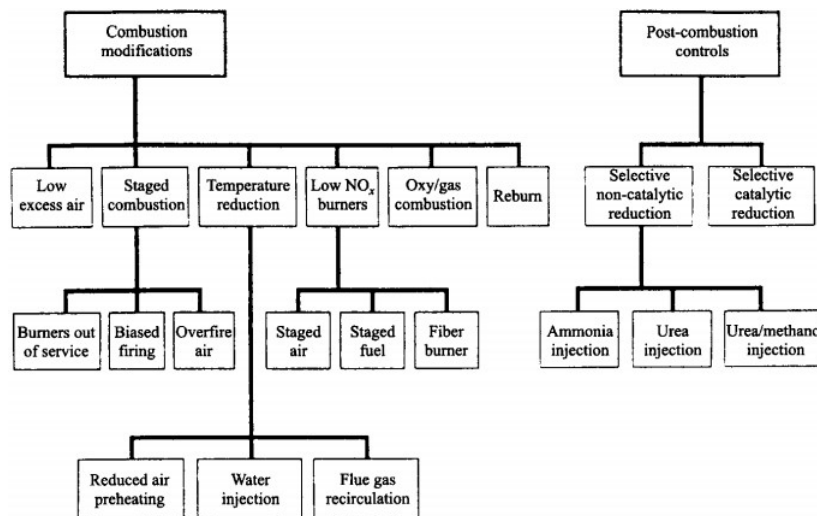 Combustion
modifications
Post-combustion
controls
Low
excess air
Staged
combustion
Temperature
reduction
Low NOx
burners
Oxy/gas
combustion
Reburn
Selective
non-catalytic
reduction
Selective
catalytic
reduction
Burners out
of service
Biased
firing
Overfire
air
Staged
air
Staged
fuel
Fiber
burner
Ammonia
injection
Urea
injection
Urea/methano
injection
Reduced air
preheating
Water
injection
Flue gas
recirculation